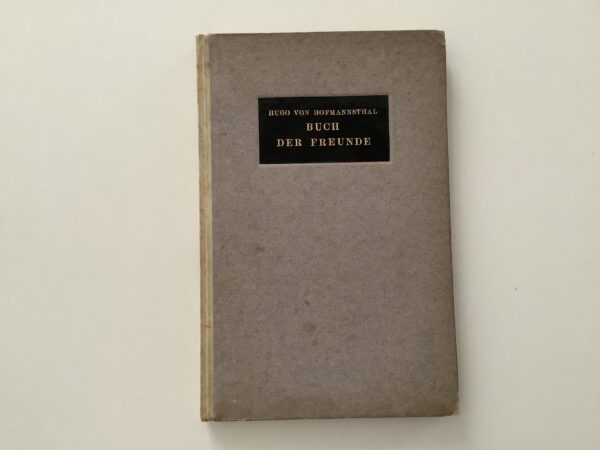 HUGO VON HOFMANNSTHAL
BUCH
DER FREUNDE